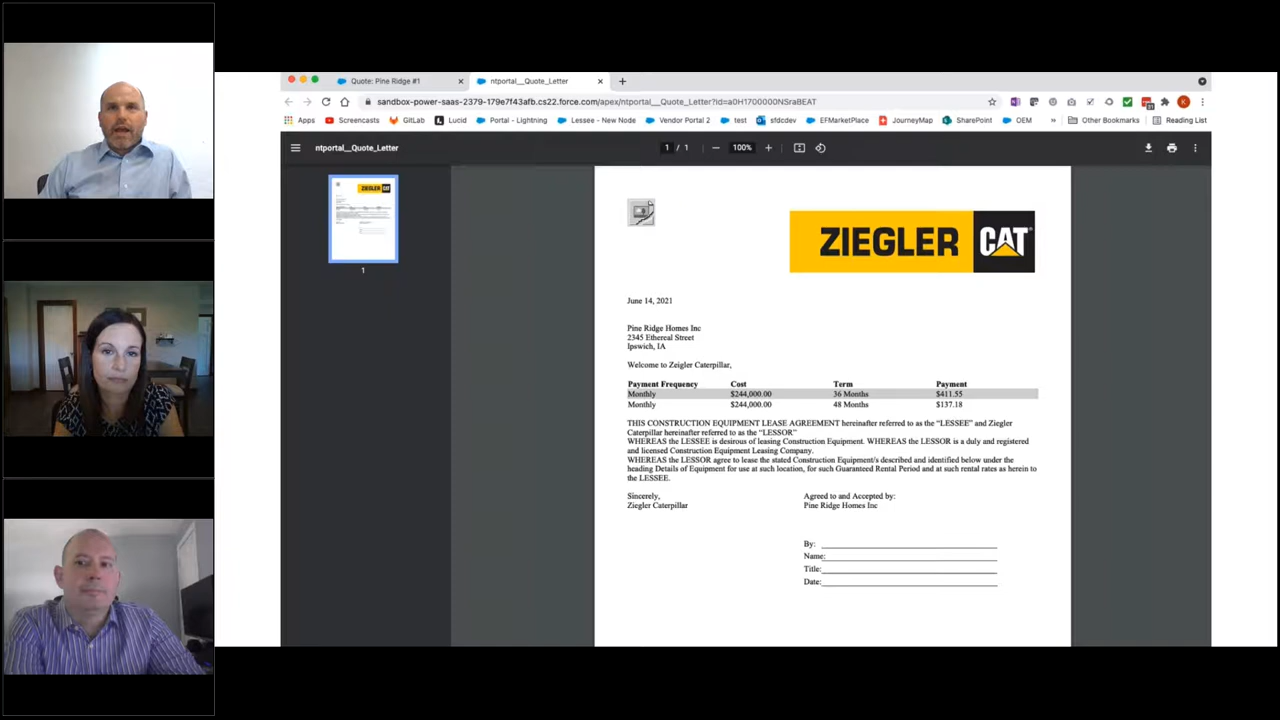 Quote: Pine Ridge #1
ntportal__Quote_Letter
sandbox-power-saas-2379-179e7f43afb.cs22.force.com/apex/ntportal__Quote_Letter?id=a0H1700000NSraBEAT
Apps Screencasts GitLab Lucid Portal - Lightning Lessee - New Node Vendor Portal 2 test sfdcdev EFMarketPlace JourneyMap SharePoint OEM » Other Bookmarks Reading List
ntportal__Quote_Letter
1 / 1
100%
1
ZIEGLER CAT
June 14, 2021
Pine Ridge Homes Inc
2345 Ethereal Street
Ipswich, IA
Welcome to Zeigler Caterpillar,
Payment Frequency Cost Term Payment
Monthly $244,000.00 36 Months $411.55
Monthly $244,000.00 48 Months $137.18
THIS CONSTRUCTION EQUIPMENT LEASE AGREEMENT hereinafter referred to as the “LESSEE” and Ziegler
Caterpillar hereinafter referred to as the “LESSOR”
WHEREAS the LESSEE is desirous of leasing Construction Equipment. WHEREAS the LESSOR is a duly and registered
and licensed Construction Equipment Leasing Company.
WHEREAS the LESSOR agree to lease the stated Construction Equipment/s described and identified below under the
heading Details of Equipment for use at such location, for such Guaranteed Rental Period and at such rental rates as herein to
the LESSEE.
Sincerely,
Ziegler Caterpillar
Agreed to and Accepted by:
Pine Ridge Homes Inc
By:
Name:
Title:
Date: